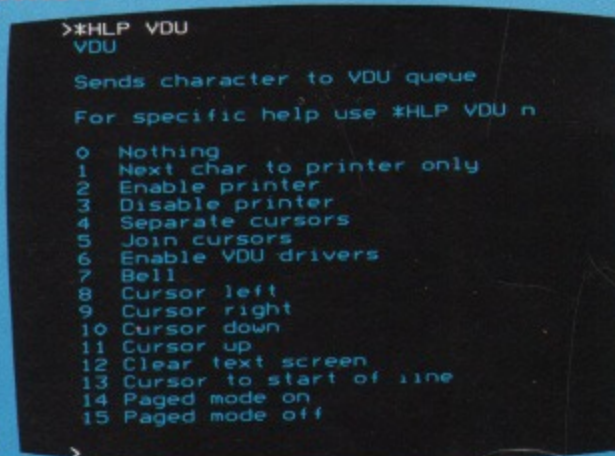 >*HLP VDU
VDU
Sends character to VDU queue
For specific help use *HLP VDU n
0 Nothing
1 Next char to printer only
2 Enable printer
3 Disable printer
4 Separate cursors
5 Join cursors
6 Enable VDU drivers
7 Bell
8 Cursor left
9 Cursor right
10 Cursor down
11 Cursor up
12 Clear text screen
13 Cursor to start of line
14 Paged mode on
15 Paged mode off
>